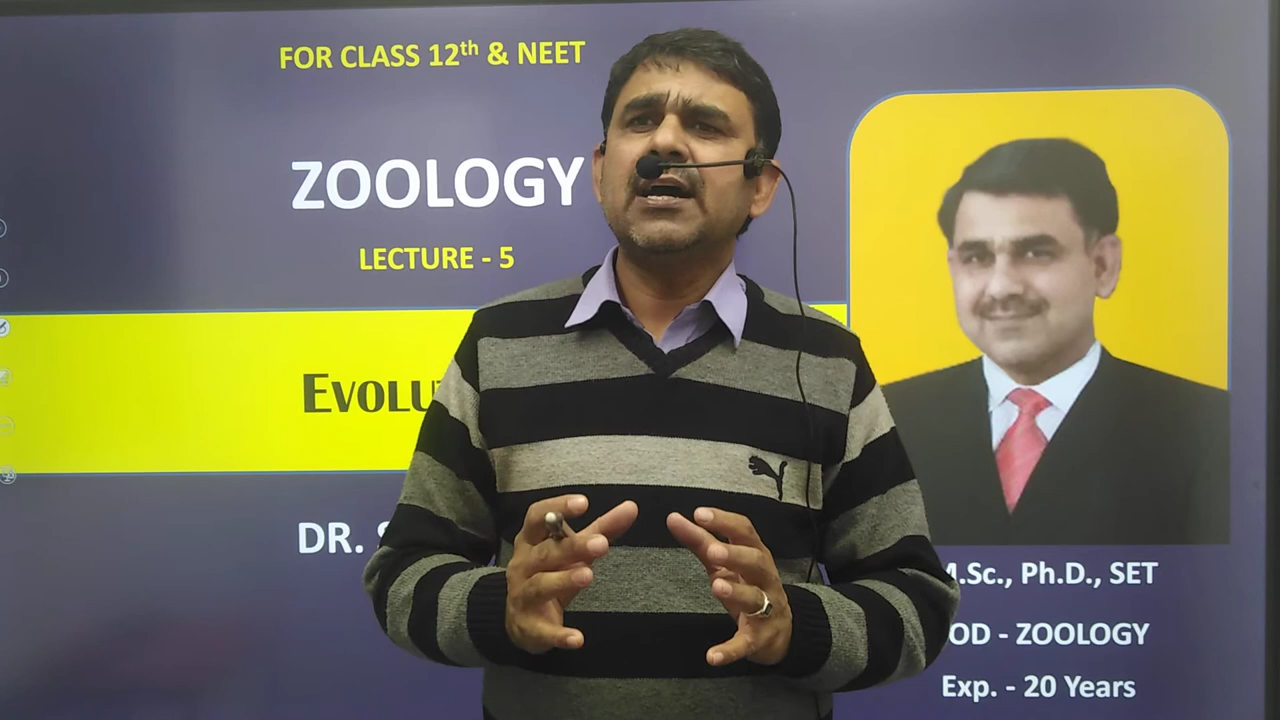 FOR CLASS 12th & NEET
ZOOLOGY
LECTURE - 5
EVOLU
DR.
M.Sc., Ph.D., SET
OD - ZOOLOGY
Exp. - 20 Years